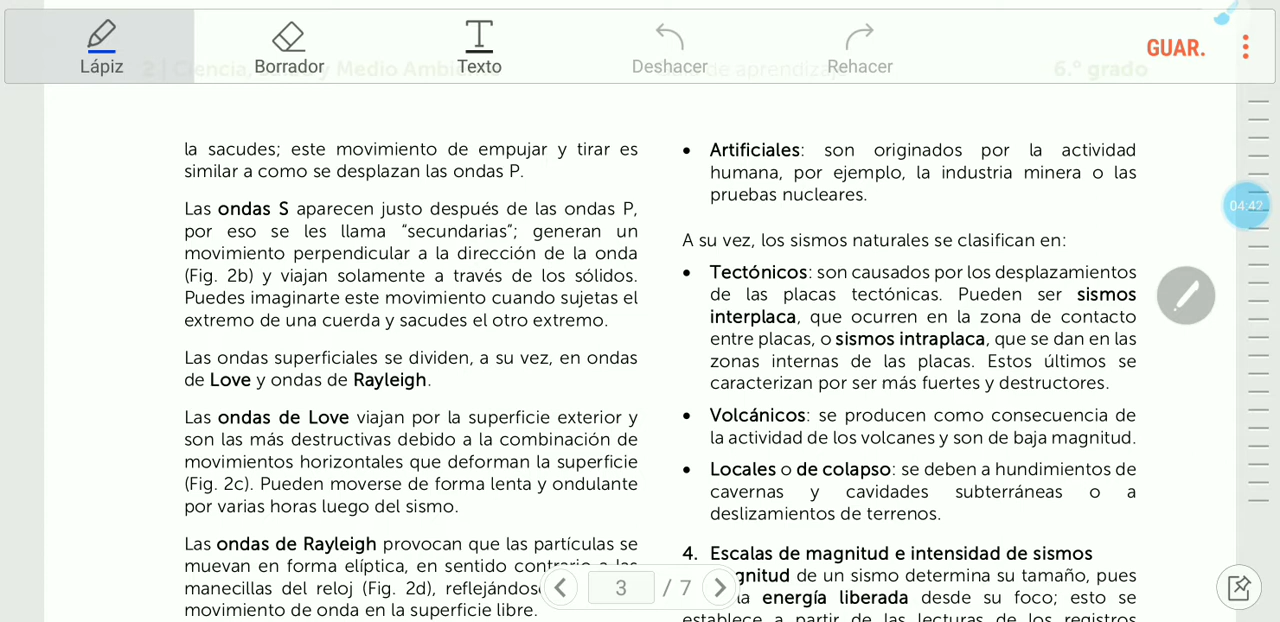 Lápiz
Borrador
Texto
Deshacer
Rehacer
GUAR.
6.º grado
04:42
la sacudes; este movimiento de empujar y tirar es
similar a como se desplazan las ondas P.
Las ondas S aparecen justo después de las ondas P,
por eso se les llama “secundarias”; generan un
movimiento perpendicular a la dirección de la onda
(Fig. 2b) y viajan solamente a través de los sólidos.
Puedes imaginarte este movimiento cuando sujetas el
extremo de una cuerda y sacudes el otro extremo.
Las ondas superficiales se dividen, a su vez, en ondas
de Love y ondas de Rayleigh.
Las ondas de Love viajan por la superficie exterior y
son las más destructivas debido a la combinación de
movimientos horizontales que deforman la superficie
(Fig. 2c). Pueden moverse de forma lenta y ondulante
por varias horas luego del sismo.
Las ondas de Rayleigh provocan que las partículas se
muevan en forma elíptica, en sentido contrario a las
manecillas del reloj (Fig. 2d),
movimiento de onda en la superficie libre.
• Artificiales: son originados por la actividad
humana, por ejemplo, la industria minera o las
pruebas nucleares.
A su vez, los sismos naturales se clasifican en:
• Tectónicos: son causados por los desplazamientos
de las placas tectónicas. Pueden ser sismos
interplaca, que ocurren en la zona de contacto
entre placas, o sismos intraplaca, que se dan en las
zonas internas de las placas. Estos últimos se
caracterizan por ser más fuertes y destructores.
• Volcánicos: se producen como consecuencia de
la actividad de los volcanes y son de baja magnitud.
• Locales o de colapso: se deben a hundimientos de
cavernas y cavidades subterráneas o a
deslizamientos de terrenos.
4. Escalas de magnitud e intensidad de sismos
de un sismo determina su tamaño, pues
la energía liberada desde su foco; esto se
establece a partir de las lecturas de los registros
3 / 7